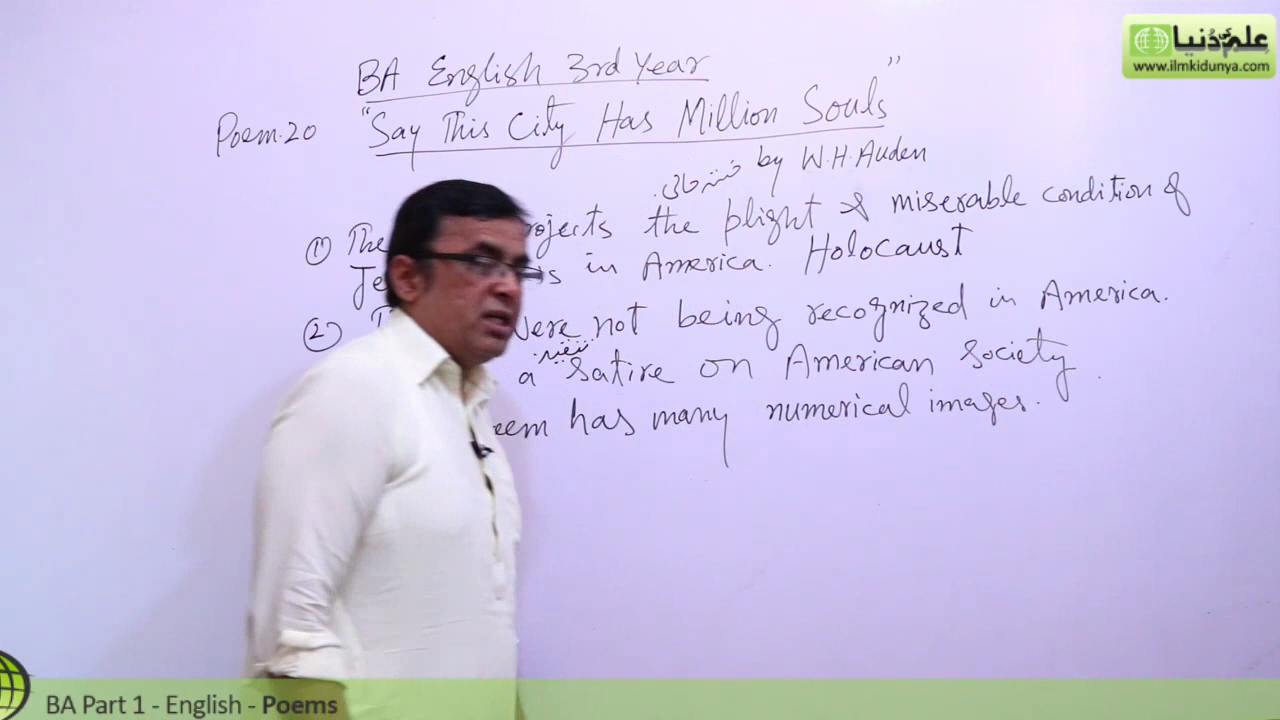 علم کی دنیا
www.ilmkidunya.com
BA English 3rd Year
Poem.20 "Say This City Has Million Souls"
by W.H.Auden
خستہ حالی
① The ojects the plight & miserable condition of
Je s in America. Holocaust
② T were not being recognized in America.
تنقید
a satire on American society
eem has many numerical images.
BA Part 1 - English - Poems